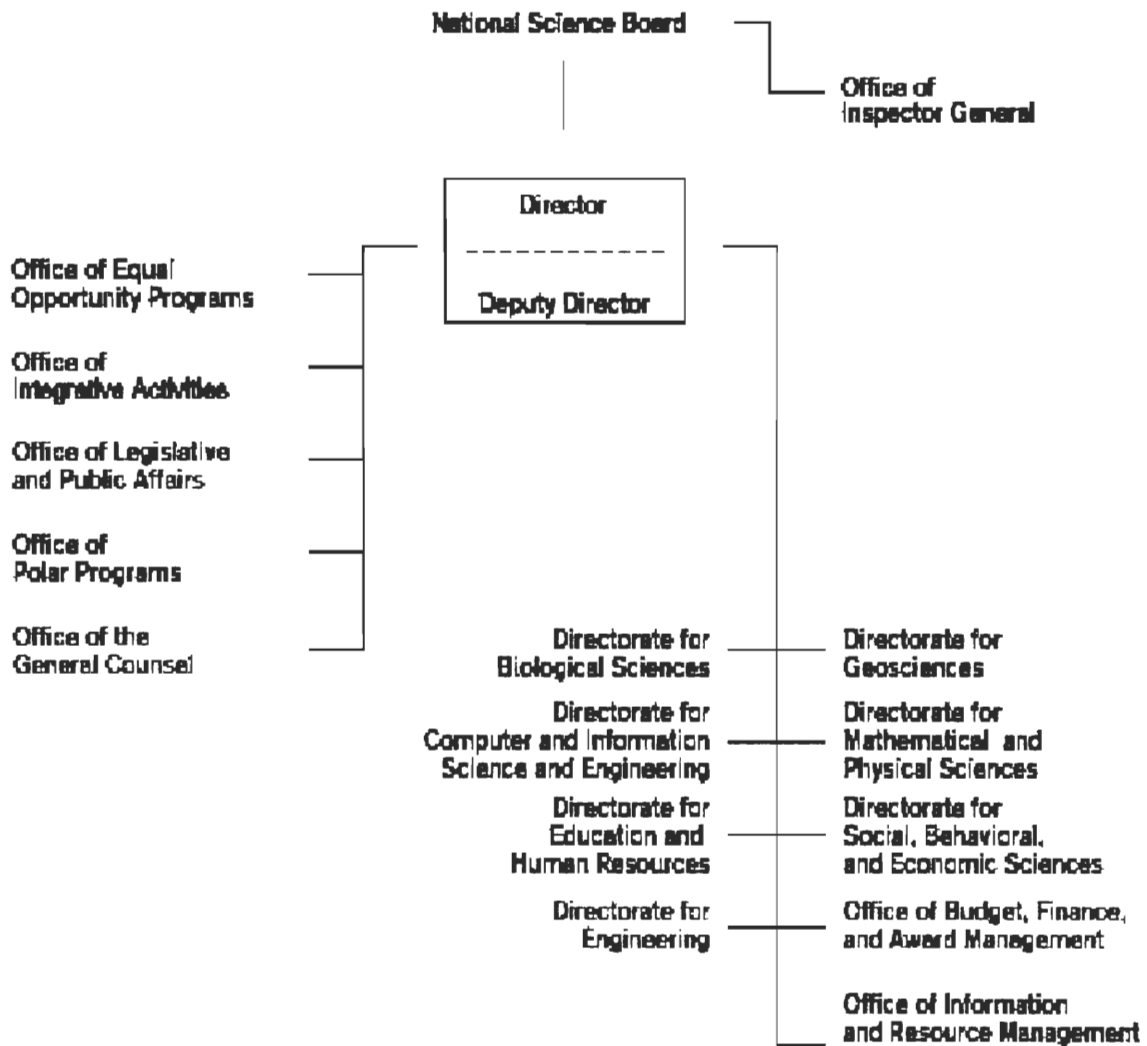 National Science Board
Office of
Inspector General
Director
Deputy Director
Office of Equal
Opportunity Programs
Office of
Integrative Activities
Office of Legislative
and Public Affairs
Office of
Polar Programs
Office of the
General Counsel
Directorate for
Biological Sciences
Directorate for
Geosciences
Directorate for
Computer and Information
Science and Engineering
Directorate for
Mathematical and
Physical Sciences
Directorate for
Education and
Human Resources
Directorate for
Social, Behavioral,
and Economic Sciences
Directorate for
Engineering
Office of Budget, Finance,
and Award Management
Office of Information
and Resource Management